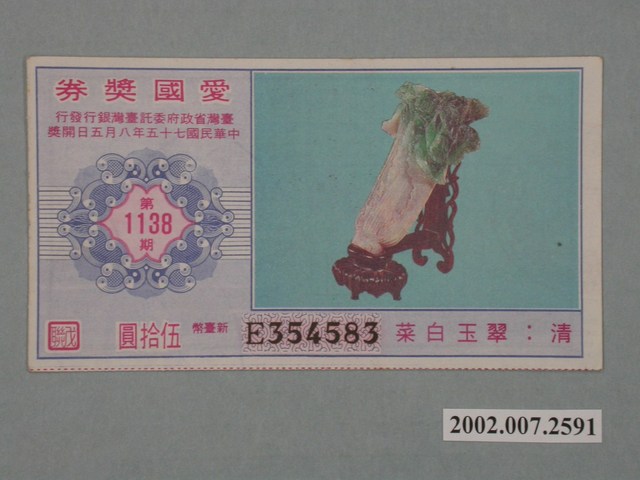 愛國獎券
臺灣省政府委託臺灣銀行發行
中華民國七十五年八月五日開獎
第
1138
期
新臺幣 伍拾圓
E354583
清：翠玉白菜
2002.007.2591